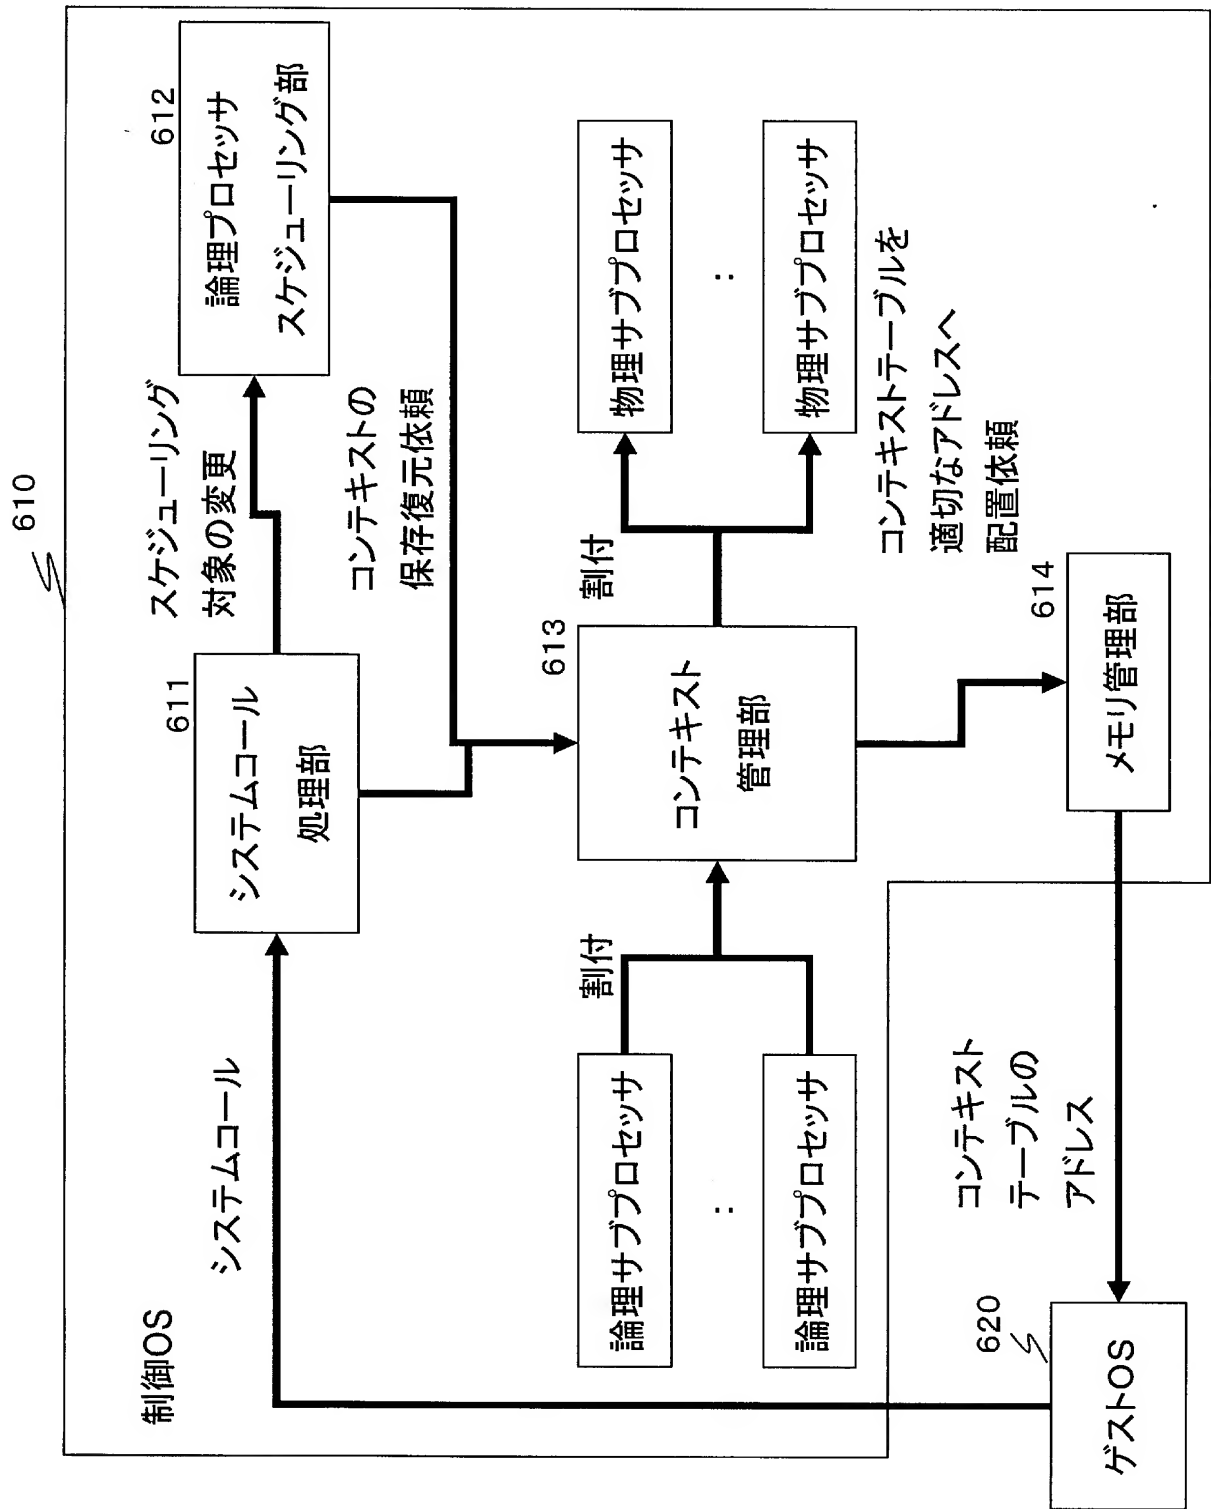 610
制御OS
システムコール
611
システムコール
処理部
スケジューリング
対象の変更
612
論理プロセッサ
スケジューリング部
コンテキストの
保存復元依頼
論理サブプロセッサ
:
論理サブプロセッサ
割付
613
コンテキスト
管理部
割付
物理サブプロセッサ
:
物理サブプロセッサ
コンテキストテーブルを
適切なアドレスへ
配置依頼
614
メモリ管理部
コンテキスト
テーブルの
アドレス
620
ゲストOS